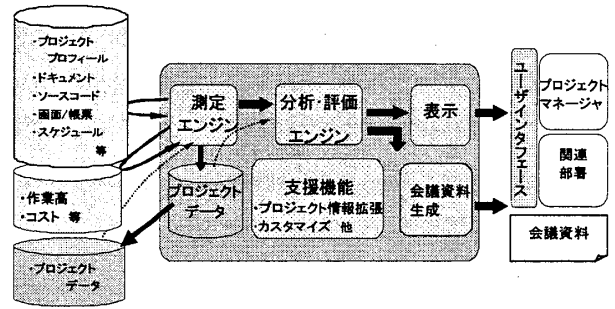 ・プロジェクト
プロフィール
・ドキュメント
・ソースコード
・画面/帳票
・スケジュール
等
・作業高
・コスト 等
・プロジェクト
データ
測定
エンジン
プロジェクト
データ
分析・評価
エンジン
支援機能
・プロジェクト情報拡張
・カスタマイズ 他
表示
会議資料
生成
ユーザインタフェース
プロジェクト
マネージャ
関連
部署
会議資料